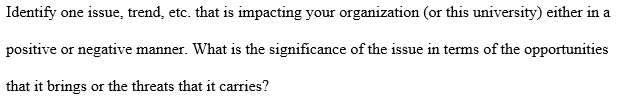 Identify one issue, trend, etc. that is impacting your organization (or this university) either in a
positive or negative manner. What is the significance of the issue in terms of the opportunities
that it brings or the threats that it carries?